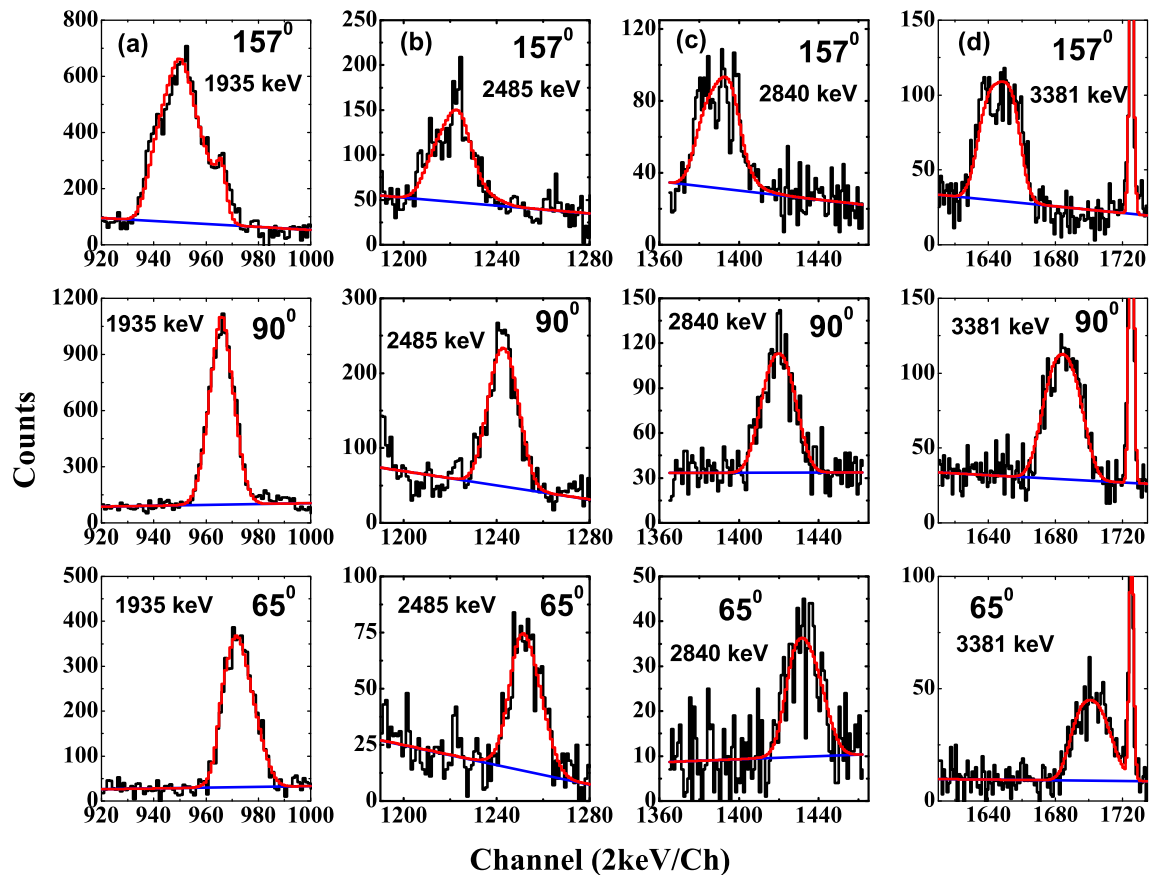 (a) 157⁰
1935 keV
800
700
600
500
400
300
200
100
0
920 940 960 980 1000
(b) 157⁰
2485 keV
250
200
150
100
50
0
1200 1240 1280
(c) 157⁰
2840 keV
120
80
40
0
1360 1400 1440
(d) 157⁰
3381 keV
150
100
50
0
1640 1680 1720
1935 keV 90⁰
1200
900
600
300
0
920 940 960 980 1000
2485 keV 90⁰
300
200
100
0
1200 1240 1280
2840 keV 90⁰
150
120
90
60
30
0
1360 1400 1440
3381 keV 90⁰
150
100
50
0
1640 1680 1720
1935 keV 65⁰
500
400
300
200
100
0
920 940 960 980 1000
2485 keV 65⁰
100
75
50
25
0
1200 1240 1280
65⁰
2840 keV
50
40
30
20
10
0
1360 1400 1440
65⁰
3381 keV
100
50
0
1640 1680 1720
Counts
Channel (2keV/Ch)